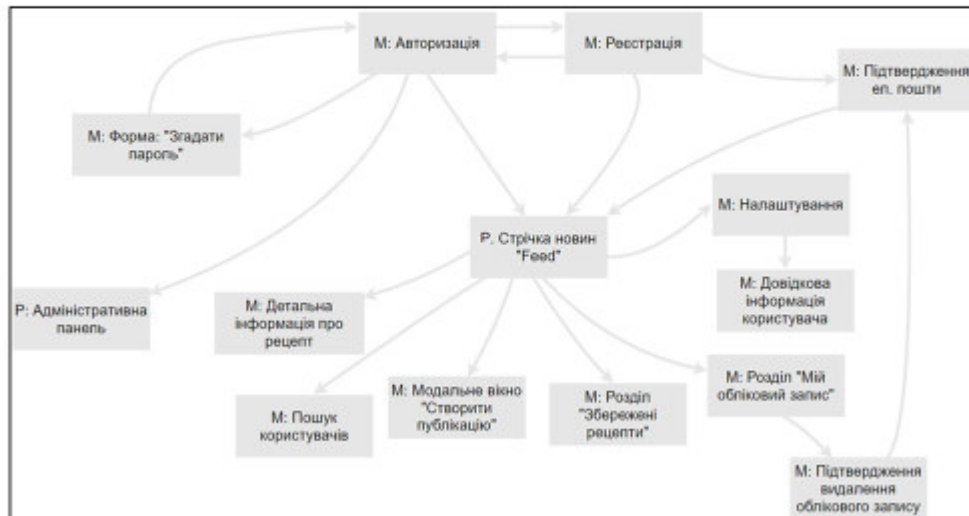 М: Авторизація
М: Реєстрація
М: Підтвердження
еп. пошти
М: Форма: "Згадати
пароль"
М: Налаштування
Р. Стрічка новин
"Feed"
М: Довідкова
інформація
користувача
Р: Адміністративна
панель
М: Детальна
інформація про
рецепт
М: Розділ "Мій
обліковий запис"
М: Модальне вікно
"Створити
публікацію"
М: Розділ
"Збережені
рецепти"
М: Пошук
користувачів
М: Підтвердження
видалення
облікового запису